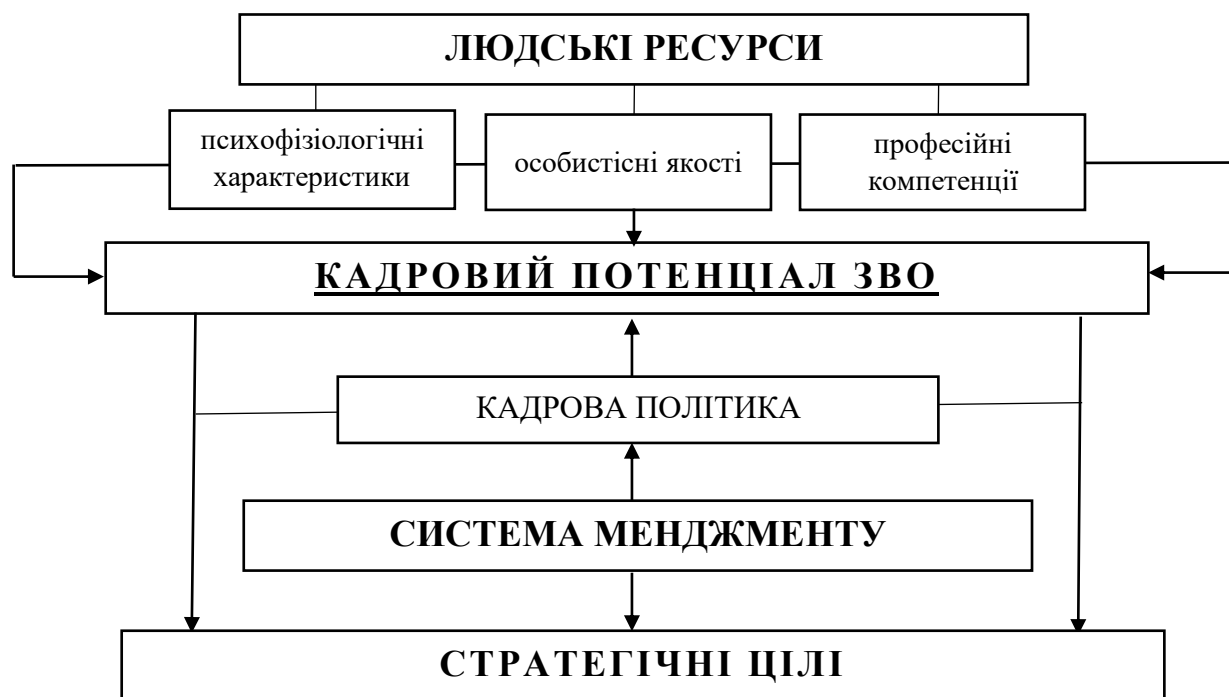 ЛЮДСЬКІ РЕСУРСИ
психофізіологічні
характеристики
особистісні якості
професійні
компетенції
КАДРОВИЙ ПОТЕНЦІАЛ ЗВО
КАДРОВА ПОЛІТИКА
СИСТЕМА МЕНДЖМЕНТУ
СТРАТЕГІЧНІ ЦІЛІ